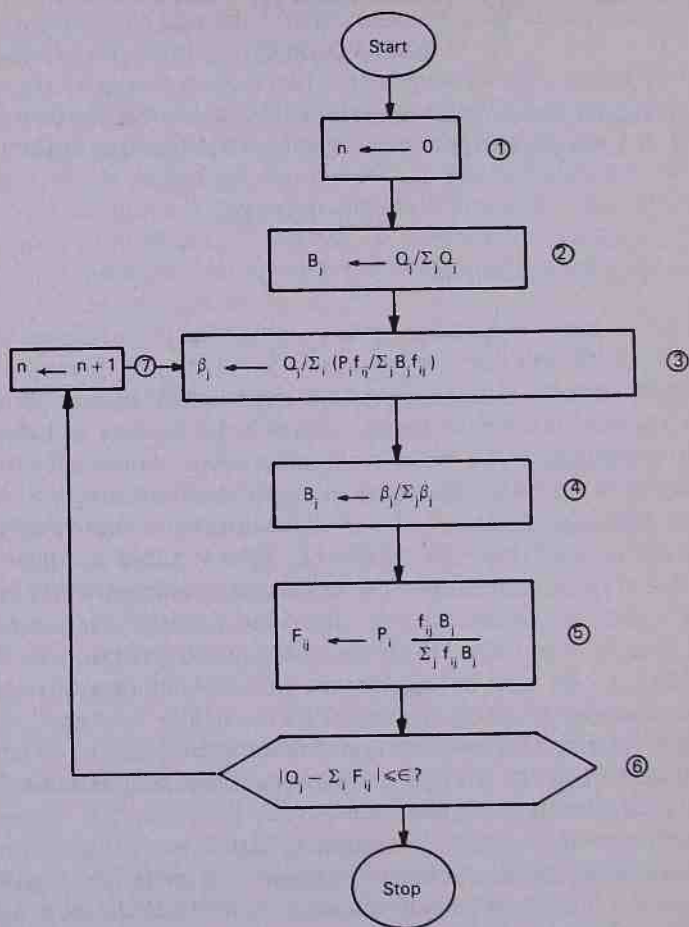 Start
n ← 0 ①
B_j ← Q_j/Σ_j Q_j ②
n ← n + 1 ⑦
β_j ← Q_j/Σ_i (P_i f_ij/Σ_j B_j f_ij) ③
B_j ← β_j/Σ_j β_j ④
F_ij ← P_i f_ij B_j / Σ_j f_ij B_j ⑤
|Q_j − Σ_i F_ij| ⩽ ∈ ? ⑥
Stop